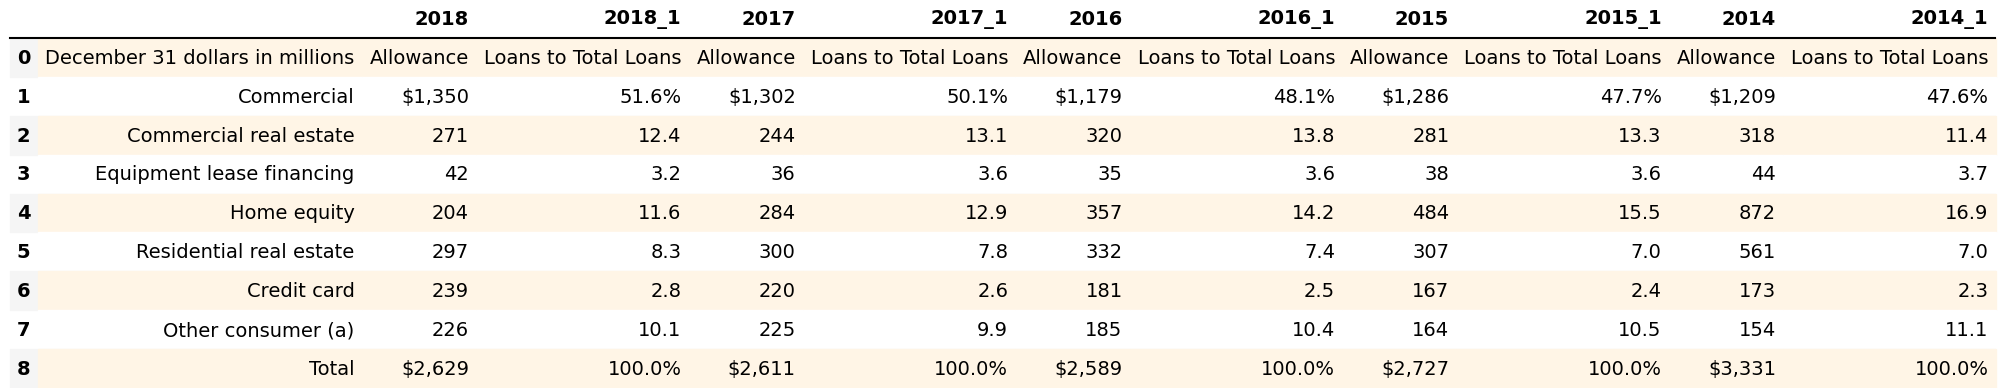 2018 2018_1 2017 2017_1 2016 2016_1 2015 2015_1 2014 2014_1
0 December 31 dollars in millions Allowance Loans to Total Loans Allowance Loans to Total Loans Allowance Loans to Total Loans Allowance Loans to Total Loans Allowance Loans to Total Loans
1 Commercial $1,350 51.6% $1,302 50.1% $1,179 48.1% $1,286 47.7% $1,209 47.6%
2 Commercial real estate 271 12.4 244 13.1 320 13.8 281 13.3 318 11.4
3 Equipment lease financing 42 3.2 36 3.6 35 3.6 38 3.6 44 3.7
4 Home equity 204 11.6 284 12.9 357 14.2 484 15.5 872 16.9
5 Residential real estate 297 8.3 300 7.8 332 7.4 307 7.0 561 7.0
6 Credit card 239 2.8 220 2.6 181 2.5 167 2.4 173 2.3
7 Other consumer (a) 226 10.1 225 9.9 185 10.4 164 10.5 154 11.1
8 Total $2,629 100.0% $2,611 100.0% $2,589 100.0% $2,727 100.0% $3,331 100.0%